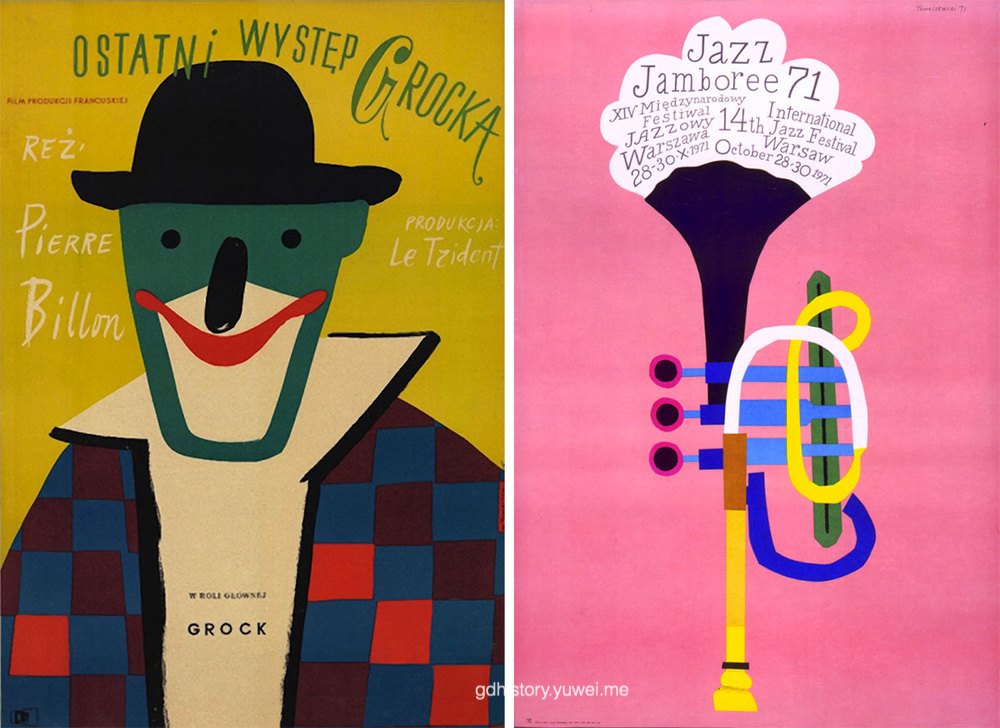 OSTATNi WYSTĘP GROCKA
FILM PRODUKCJI FRANCUSKIEJ
REŻ.
PIERRE
Billon
PRODUKCJA:
Le Trident
W ROLI GŁÓWNEJ
GROCK
TOMASZEWSKI 71
Jazz
Jamboree 71
XIV Międzynarodowy
Festiwal
JAZZOWY
Warszawa
28-30-X-1971
International
14th Jazz Festival
Warsaw
October 28-30 1971
gdhistory.yuwei.me